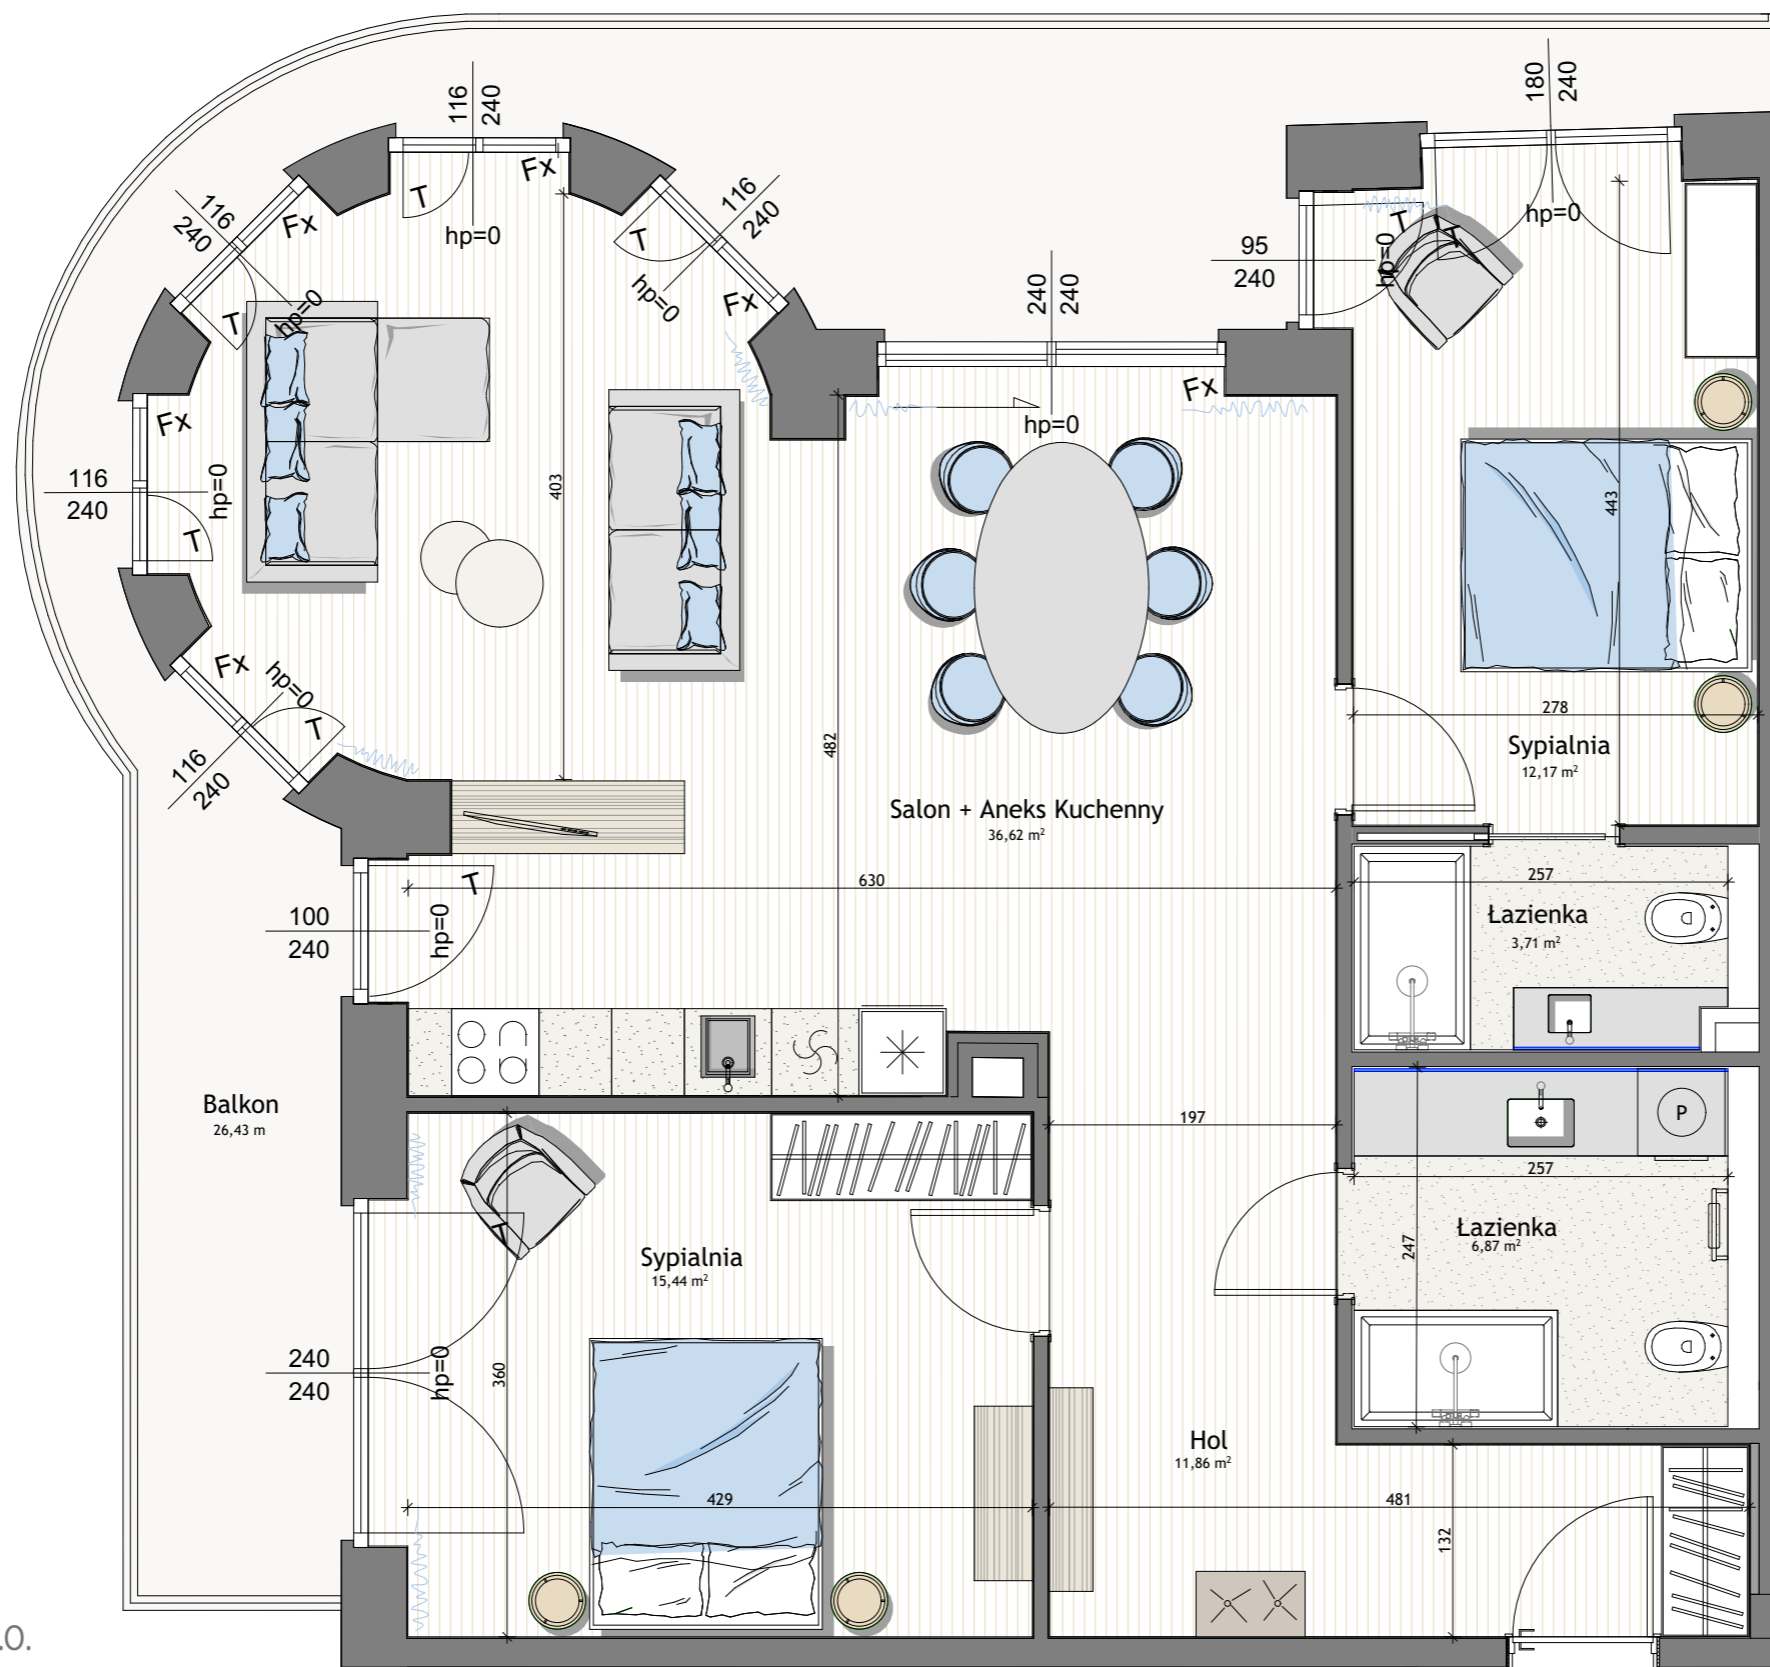 116
240
Fx
T
hp=0
116
240
Fx
T
hp=0
116
240
T
Fx
hp=0
180
240
hp=0
T
T
95
240
hp=0
240
240
Fx
hp=0
116
240
Fx
hp=0
T
403
443
482
278
Sypialnia
12,17 m²
116
240
Fx
hp=0
T
Salon + Aneks Kuchenny
36,62 m²
630
257
Łazienka
3,71 m²
100
240
T
hp=0
Balkon
26,43 m
197
P
257
Łazienka
6,87 m²
247
T
Sypialnia
15,44 m²
240
240
hp=0
360
429
Hol
11,86 m²
481
132
.O.